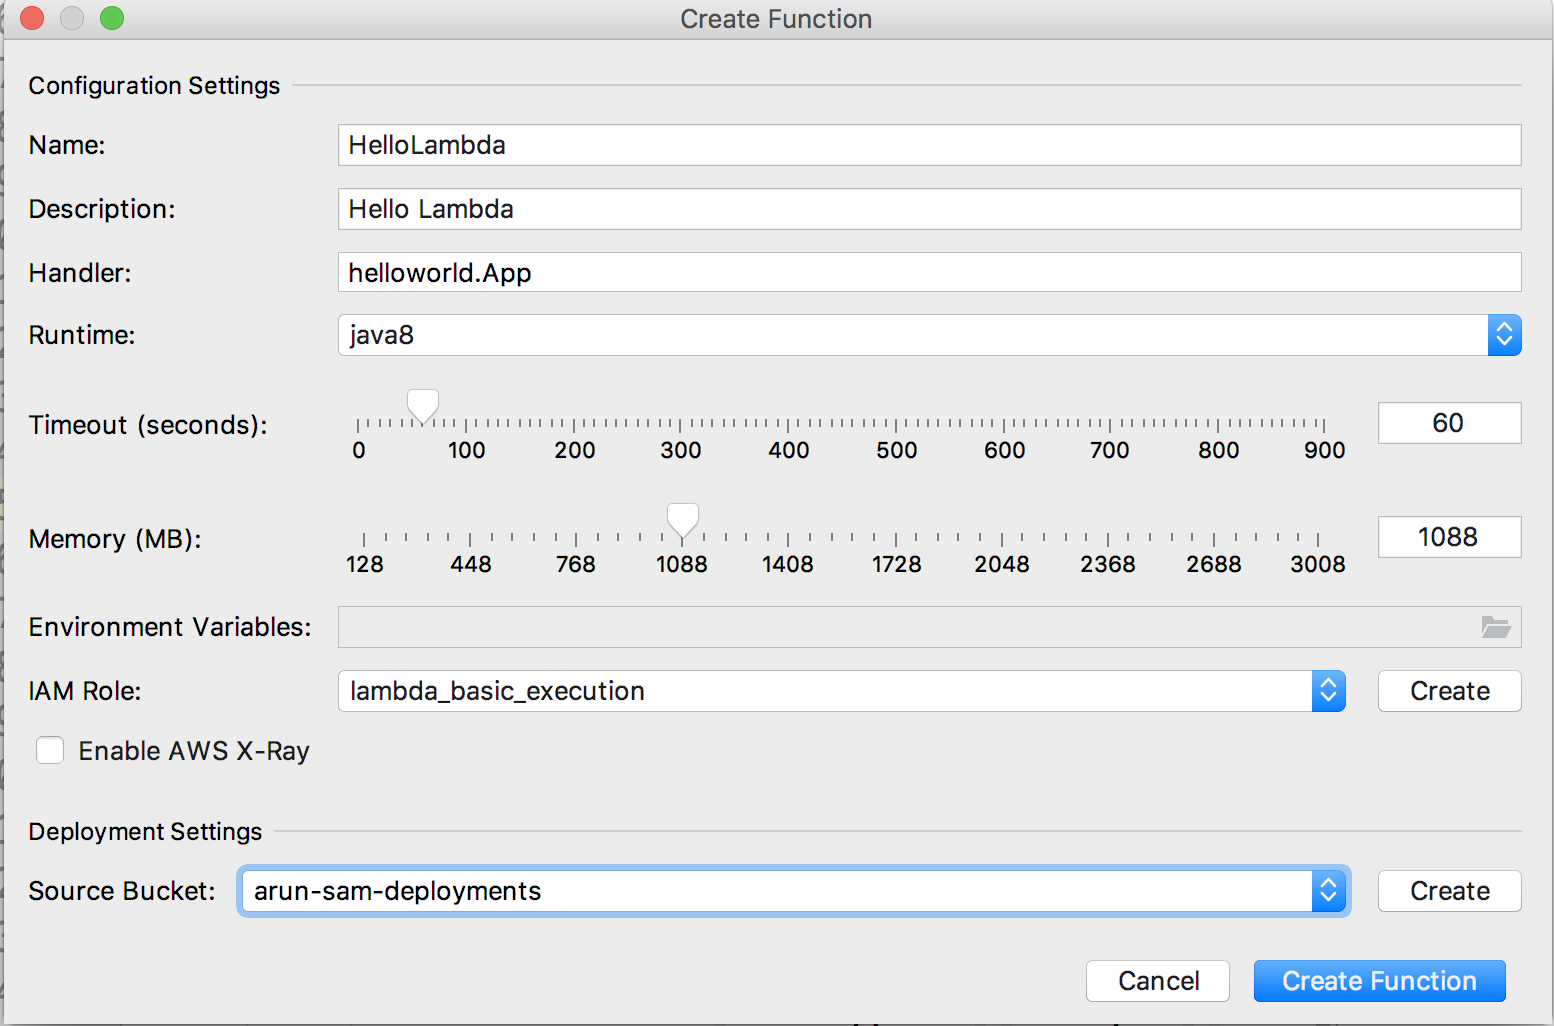 Create Function
Configuration Settings
Name: HelloLambda
Description: Hello Lambda
Handler: helloworld.App
Runtime: java8
Timeout (seconds): 60
0 100 200 300 400 500 600 700 800 900
Memory (MB): 1088
128 448 768 1088 1408 1728 2048 2368 2688 3008
Environment Variables:
IAM Role: lambda_basic_execution Create
Enable AWS X-Ray
Deployment Settings
Source Bucket: arun-sam-deployments Create
Cancel Create Function